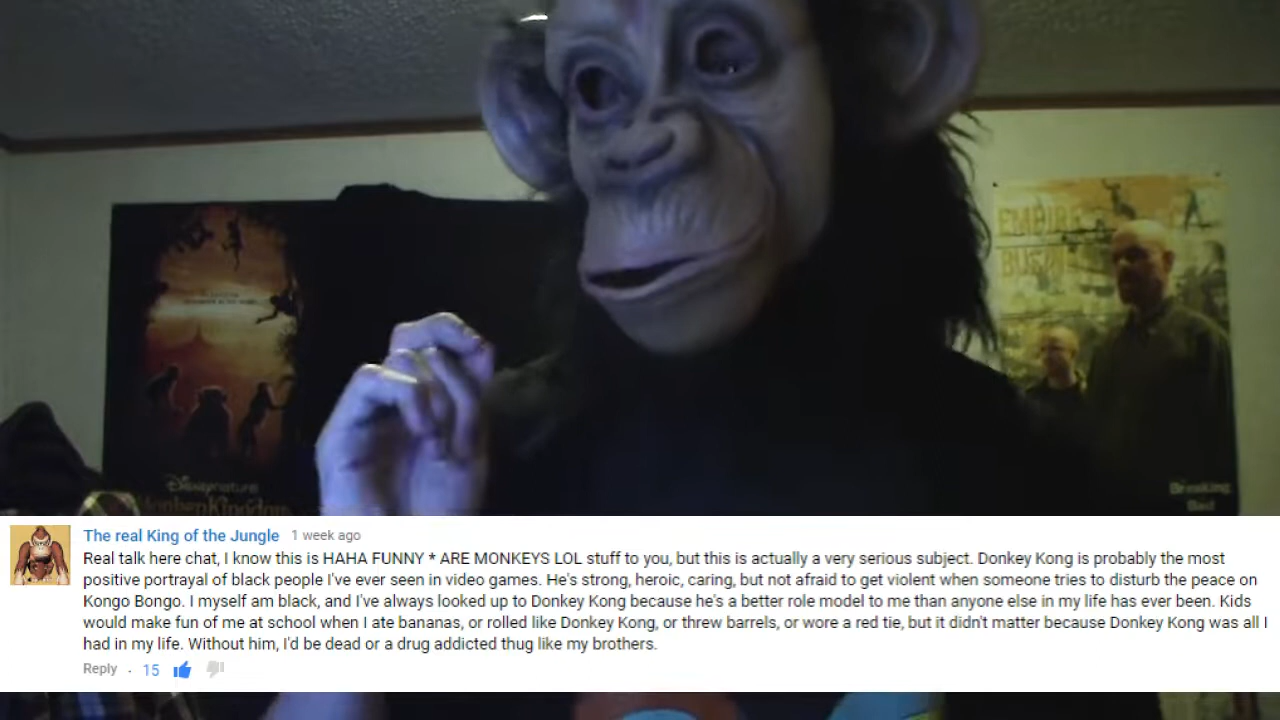 EMPIRE
BUSIN
Disneynature
Monkey Kingdom
Breaking
Bad
The real King of the Jungle 1 week ago
Real talk here chat, I know this is HAHA FUNNY * ARE MONKEYS LOL stuff to you, but this is actually a very serious subject. Donkey Kong is probably the most
positive portrayal of black people I've ever seen in video games. He's strong, heroic, caring, but not afraid to get violent when someone tries to disturb the peace on
Kongo Bongo. I myself am black, and I've always looked up to Donkey Kong because he's a better role model to me than anyone else in my life has ever been. Kids
would make fun of me at school when I ate bananas, or rolled like Donkey Kong, or threw barrels, or wore a red tie, but it didn't matter because Donkey Kong was all I
had in my life. Without him, I'd be dead or a drug addicted thug like my brothers.
Reply · 15